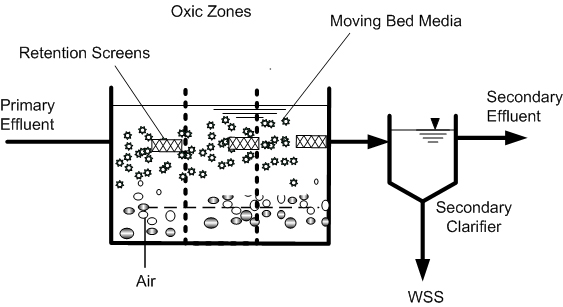 Oxic Zones
Moving Bed Media
Retention Screens
Primary
Effluent
Secondary
Effluent
Secondary
Clarifier
Air
WSS